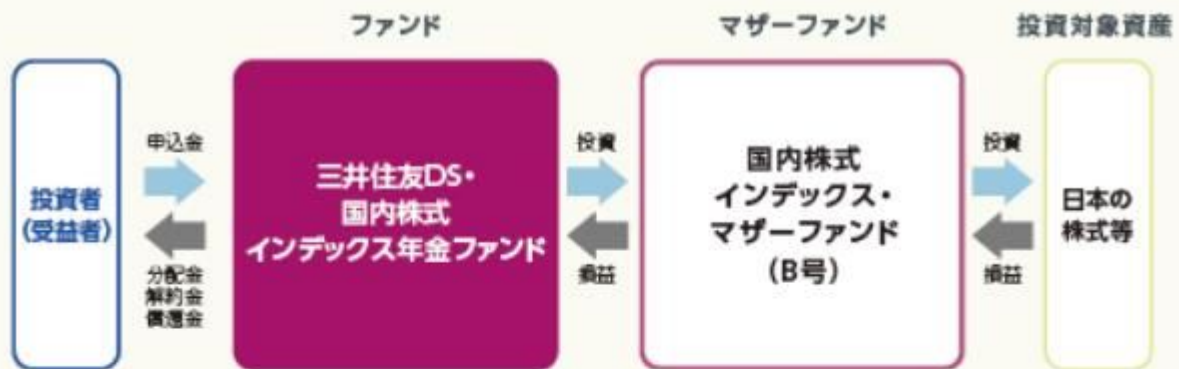 ファンド
マザーファンド
投資対象資産
投資者
(受益者)
申込金
分配金
解約金
償還金
三井住友DS・
国内株式
インデックス年金ファンド
投資
損益
国内株式
インデックス・
マザーファンド
(B号)
投資
損益
日本の
株式等